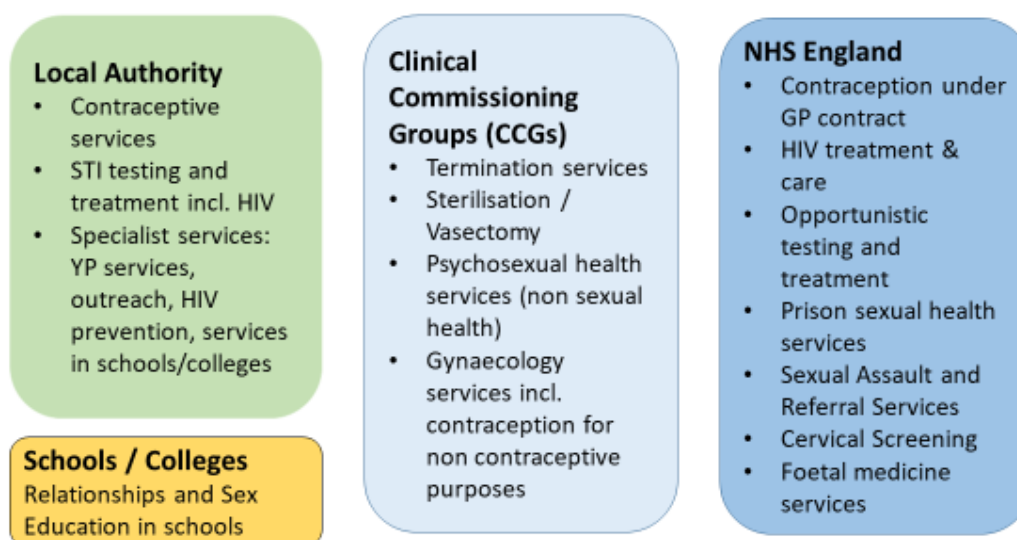 Local Authority
• Contraceptive
services
• STI testing and
treatment incl. HIV
• Specialist services:
YP services,
outreach, HIV
prevention, services
in schools/colleges
Schools / Colleges
Relationships and Sex
Education in schools
Clinical
Commissioning
Groups (CCGs)
• Termination services
• Sterilisation /
Vasectomy
• Psychosexual health
services (non sexual
health)
• Gynaecology
services incl.
contraception for
non contraceptive
purposes
NHS England
• Contraception under
GP contract
• HIV treatment &
care
• Opportunistic
testing and
treatment
• Prison sexual health
services
• Sexual Assault and
Referral Services
• Cervical Screening
• Foetal medicine
services